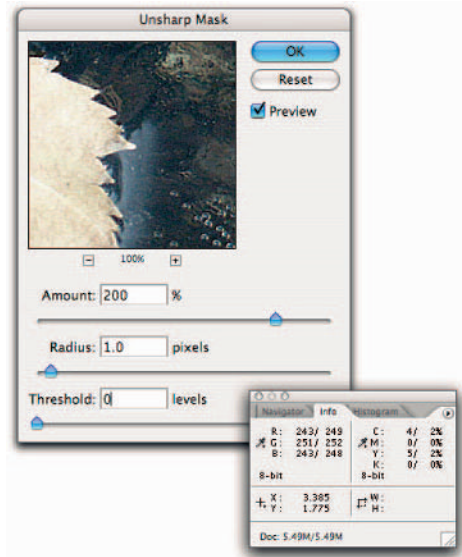 Unsharp Mask
OK
Reset
Preview
100%
Amount: 200 %
Radius: 1.0 pixels
Threshold: 0 levels
Navigator Info Histogram
R: 243/ 249 C: 4/ 2%
G: 251/ 252 M: 0/ 0%
B: 243/ 248 Y: 5/ 2%
K: 0/ 0%
8-bit 8-bit
X: 3.385 W:
Y: 1.775 H:
Doc: 5.49M/5.49M